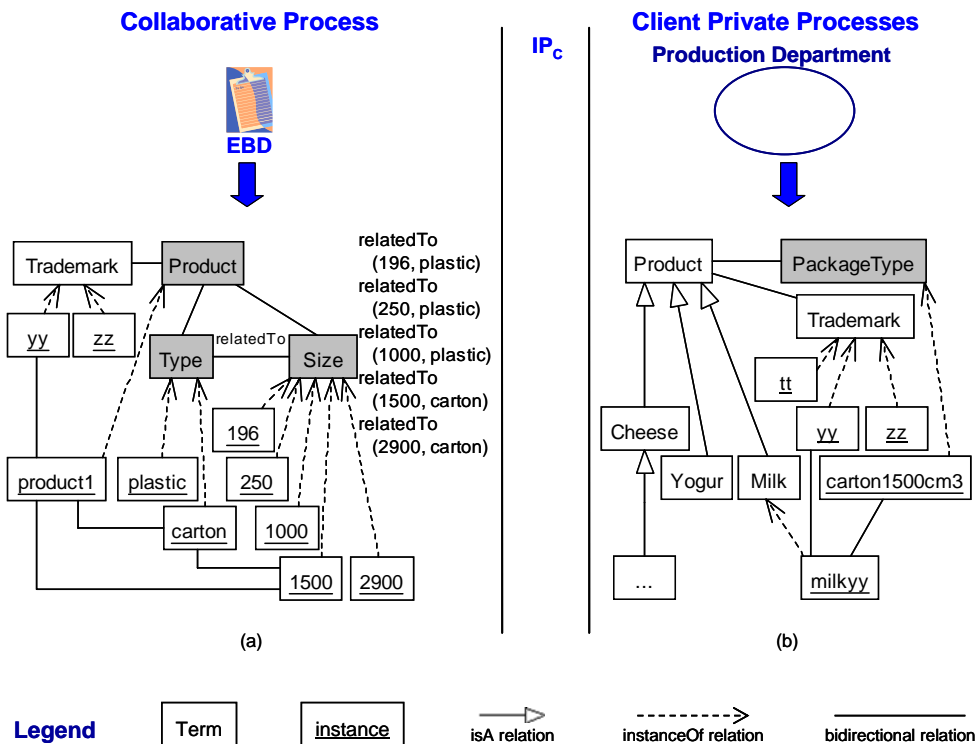 Collaborative Process
IPC
Client Private Processes
Production Department
EBD
Trademark
Product
relatedTo
(196, plastic)
relatedTo
(250, plastic)
relatedTo
(1000, plastic)
relatedTo
(1500, carton)
relatedTo
(2900, carton)
yy
zz
Type
relatedTo
Size
196
product1
plastic
250
carton
1000
1500
2900
(a)
Product
PackageType
Trademark
tt
Cheese
yy
zz
Yogur
Milk
carton1500cm3
...
milkyy
(b)
Legend
Term
instance
isA relation
instanceOf relation
bidirectional relation